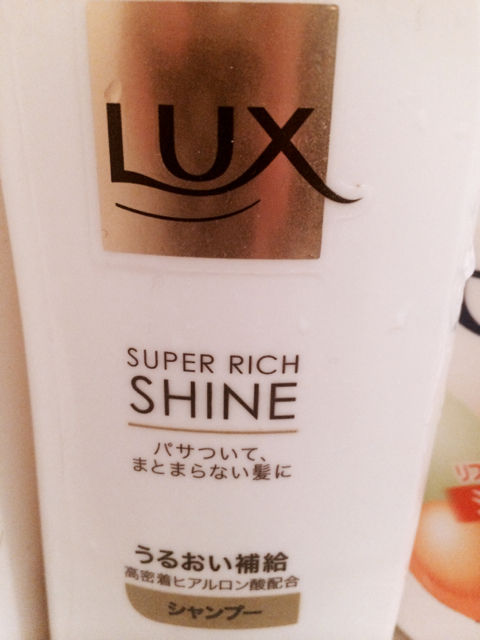 LUX
SUPER RICH
SHINE
パサついて、
まとまらない髪に
うるおい補給
高密着ヒアルロン酸配合
シャンプー